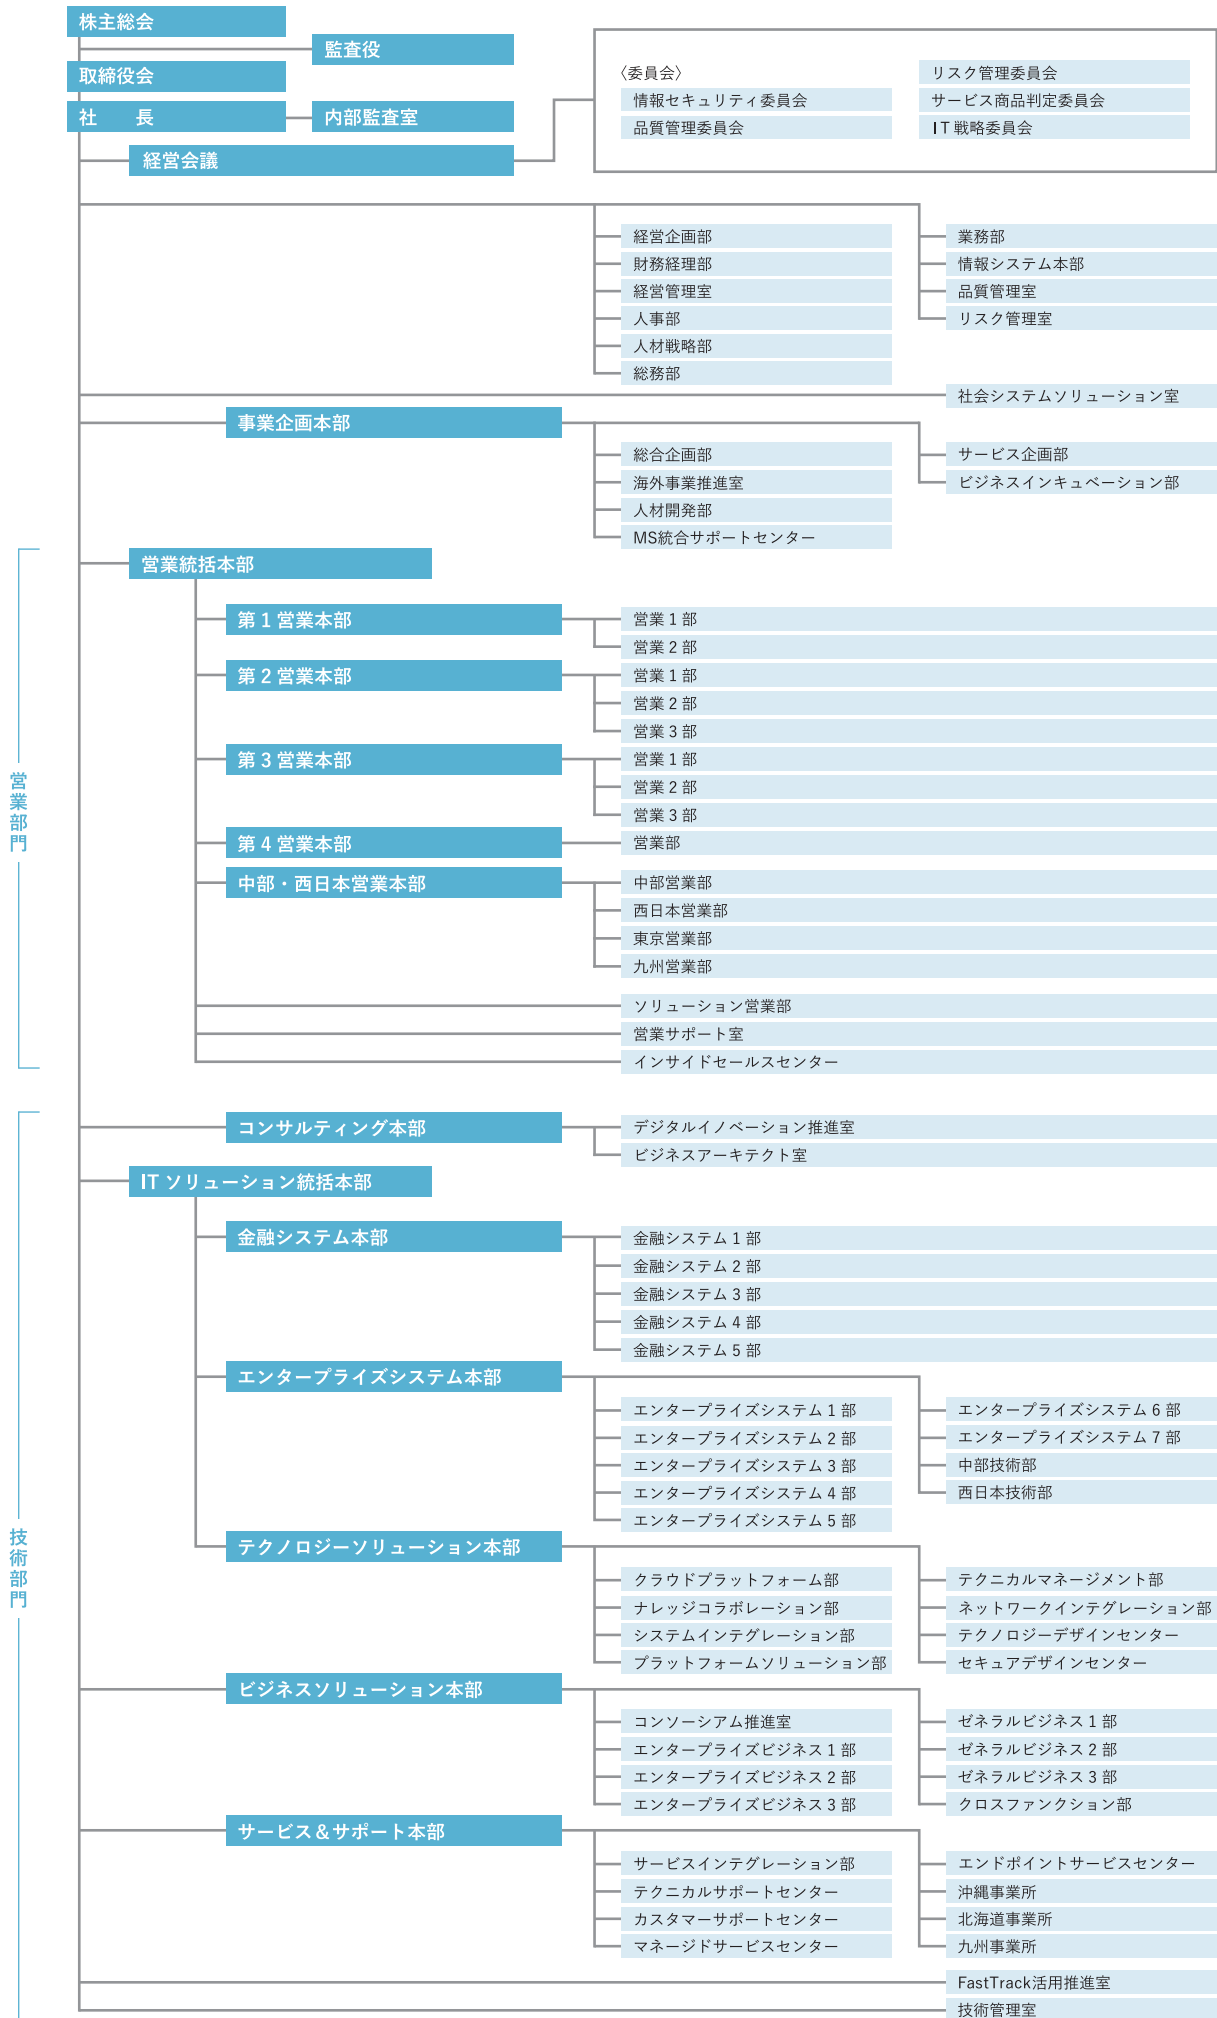 株主総会
監査役
取締役会
社　長
内部監査室
経営会議
〈委員会〉
情報セキュリティ委員会
品質管理委員会
リスク管理委員会
サービス商品判定委員会
IT戦略委員会
経営企画部
財務経理部
経営管理室
人事部
人材戦略部
総務部
業務部
情報システム本部
品質管理室
リスク管理室
社会システムソリューション室
事業企画本部
総合企画部
海外事業推進室
人材開発部
MS統合サポートセンター
サービス企画部
ビジネスインキュベーション部
営業部門
営業統括本部
第1営業本部
営業1部
営業2部
第2営業本部
営業1部
営業2部
営業3部
第3営業本部
営業1部
営業2部
営業3部
第4営業本部
営業部
中部・西日本営業本部
中部営業部
西日本営業部
東京営業部
九州営業部
ソリューション営業部
営業サポート室
インサイドセールスセンター
技術部門
コンサルティング本部
デジタルイノベーション推進室
ビジネスアーキテクト室
ITソリューション統括本部
金融システム本部
金融システム1部
金融システム2部
金融システム3部
金融システム4部
金融システム5部
エンタープライズシステム本部
エンタープライズシステム1部
エンタープライズシステム2部
エンタープライズシステム3部
エンタープライズシステム4部
エンタープライズシステム5部
エンタープライズシステム6部
エンタープライズシステム7部
中部技術部
西日本技術部
テクノロジーソリューション本部
クラウドプラットフォーム部
ナレッジコラボレーション部
システムインテグレーション部
プラットフォームソリューション部
テクニカルマネージメント部
ネットワークインテグレーション部
テクノロジーデザインセンター
セキュアデザインセンター
ビジネスソリューション本部
コンソーシアム推進室
エンタープライズビジネス1部
エンタープライズビジネス2部
エンタープライズビジネス3部
ゼネラルビジネス1部
ゼネラルビジネス2部
ゼネラルビジネス3部
クロスファンクション部
サービス＆サポート本部
サービスインテグレーション部
テクニカルサポートセンター
カスタマーサポートセンター
マネージドサービスセンター
エンドポイントサービスセンター
沖縄事業所
北海道事業所
九州事業所
FastTrack活用推進室
技術管理室